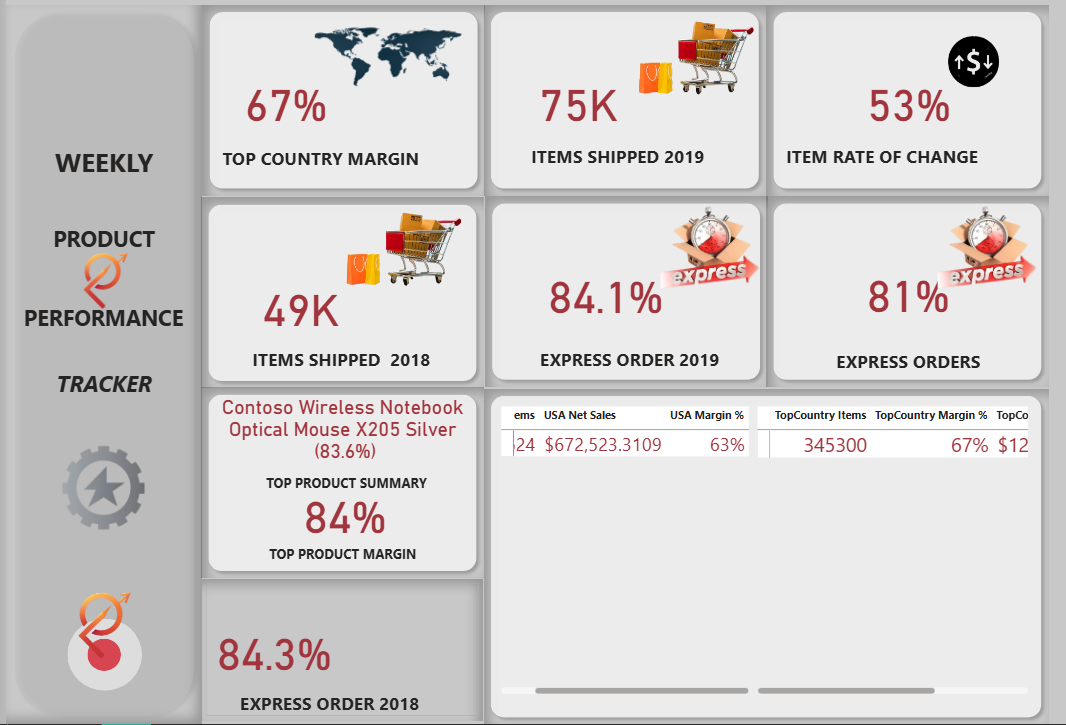 WEEKLY
PRODUCT
PERFORMANCE
TRACKER
67%
TOP COUNTRY MARGIN
75K
ITEMS SHIPPED 2019
↑$↓
53%
ITEM RATE OF CHANGE
49K
ITEMS SHIPPED 2018
express
84.1%
EXPRESS ORDER 2019
express
81%
EXPRESS ORDERS
Contoso Wireless Notebook
Optical Mouse X205 Silver
(83.6%)
TOP PRODUCT SUMMARY
84%
TOP PRODUCT MARGIN
84.3%
EXPRESS ORDER 2018
ems USA Net Sales USA Margin %
24 $672,523.3109 63%
TopCountry Items TopCountry Margin % TopCo
345300 67% $12